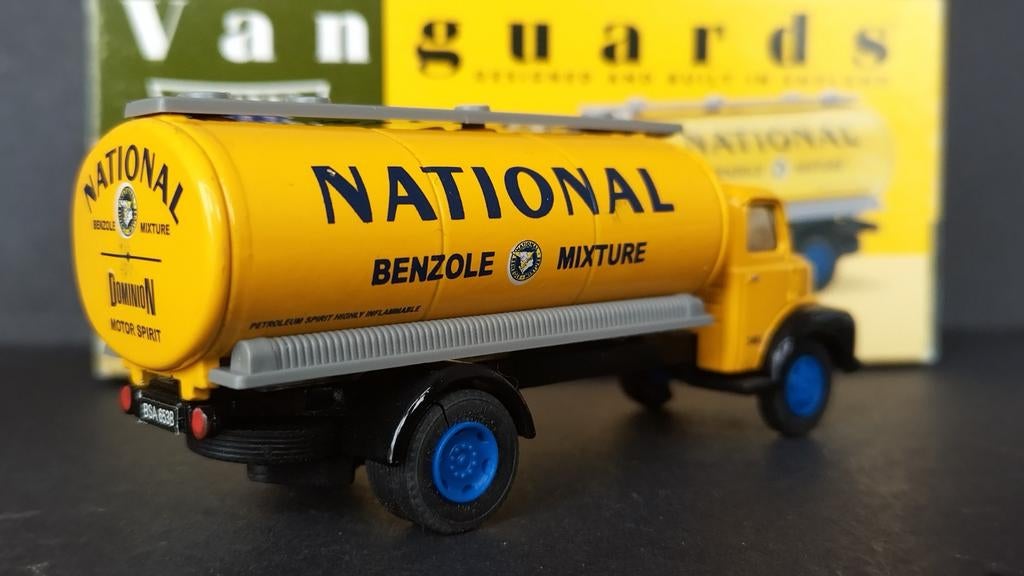 Vanguards
DESIGNED AND BUILT IN ENGLAND
NATIONAL
NATIONAL
BENZOLE MIXTURE
PETROLEUM SPIRIT HIGHLY INFLAMMABLE
NATIONAL
BENZOLE MIXTURE
DOMINION
MOTOR SPIRIT